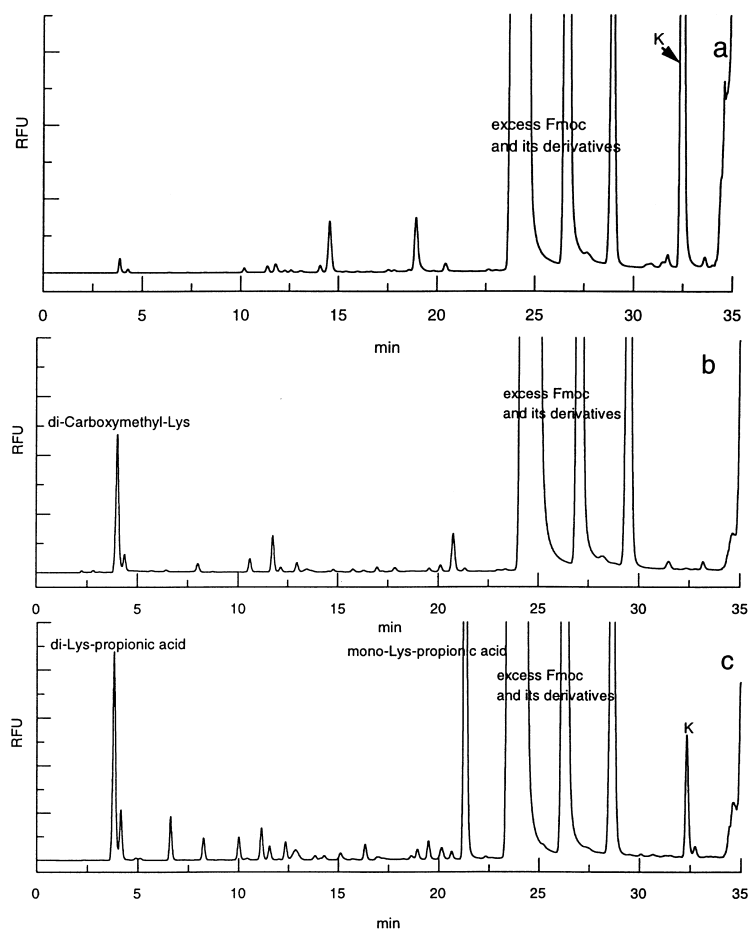 K
a
RFU
excess Fmoc
and its derivatives
0 5 10 15 20 25 30 35
min
b
di-Carboxymethyl-Lys
RFU
excess Fmoc
and its derivatives
0 5 10 15 20 25 30 35
min
di-Lys-propionic acid
mono-Lys-propionic acid
c
RFU
excess Fmoc
and its derivatives
K
0 5 10 15 20 25 30 35
min